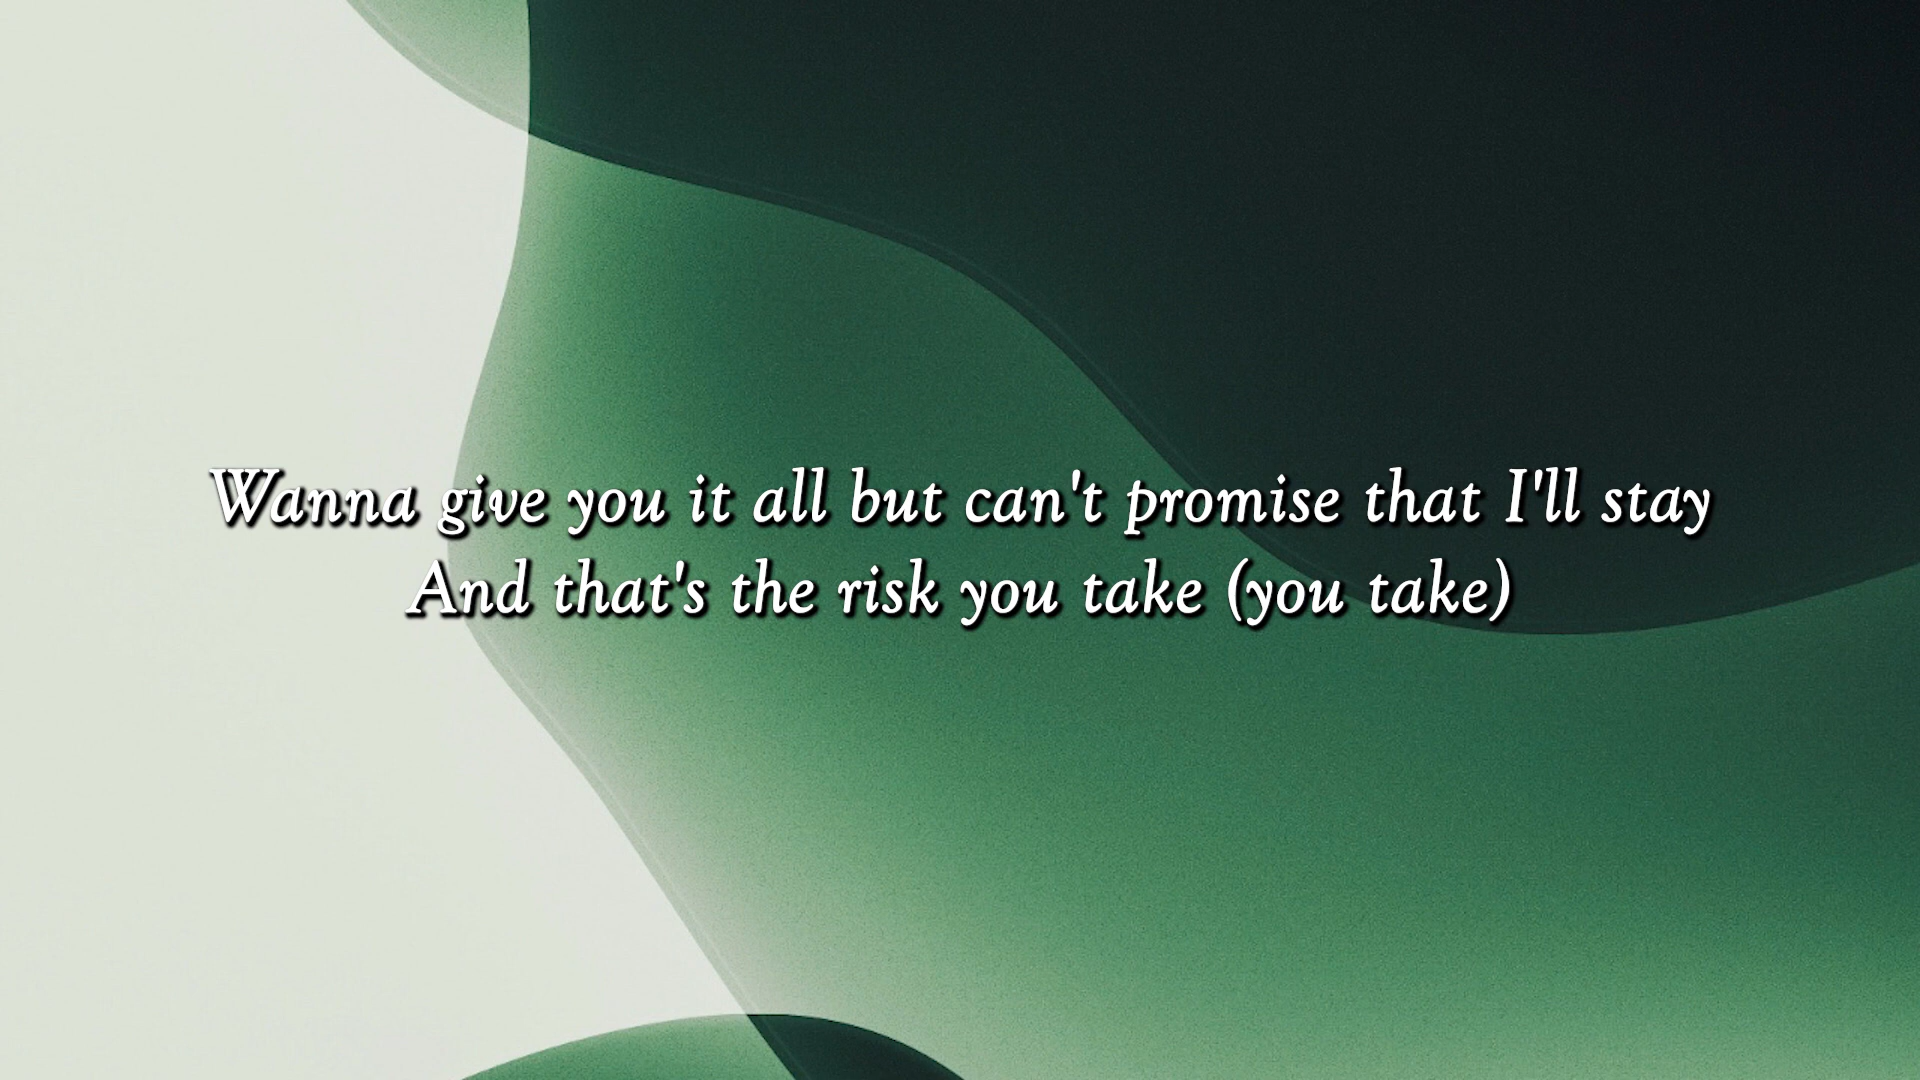 Wanna give you it all but can't promise that I'll stay
And that's the risk you take (you take)